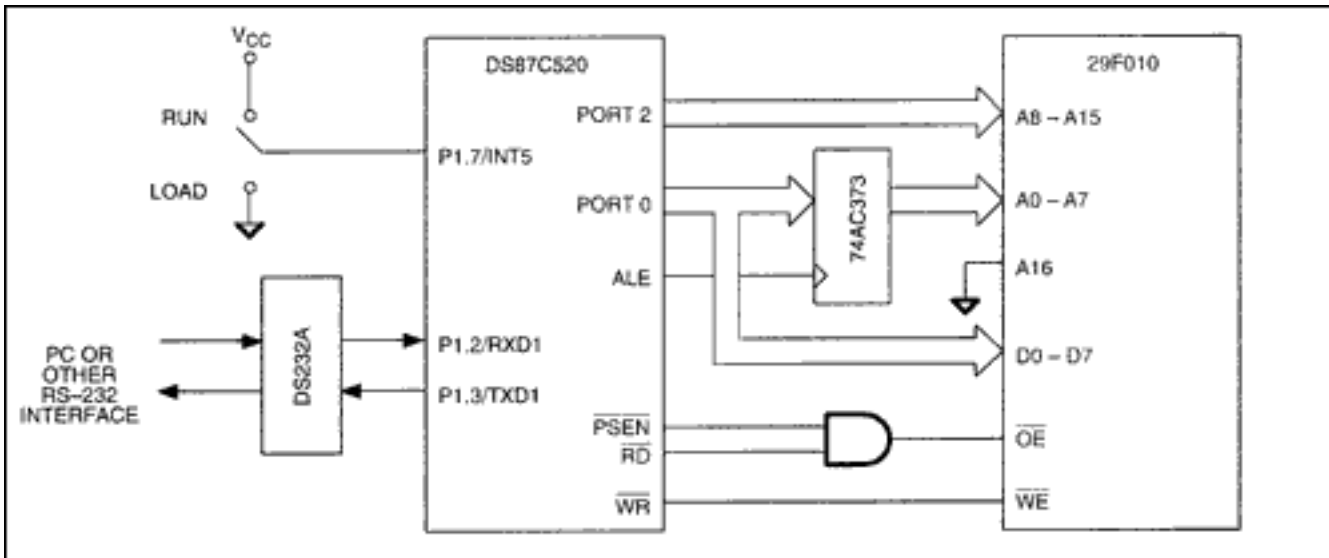 VCC
RUN
LOAD
PC OR
OTHER
RS-232
INTERFACE
DS232A
DS87C520
P1.7/INT5
P1.2/RXD1
P1.3/TXD1
PORT 2
PORT 0
ALE
PSEN
RD
WR
74AC373
29F010
A8 – A15
A0 – A7
A16
D0 – D7
OE
WE